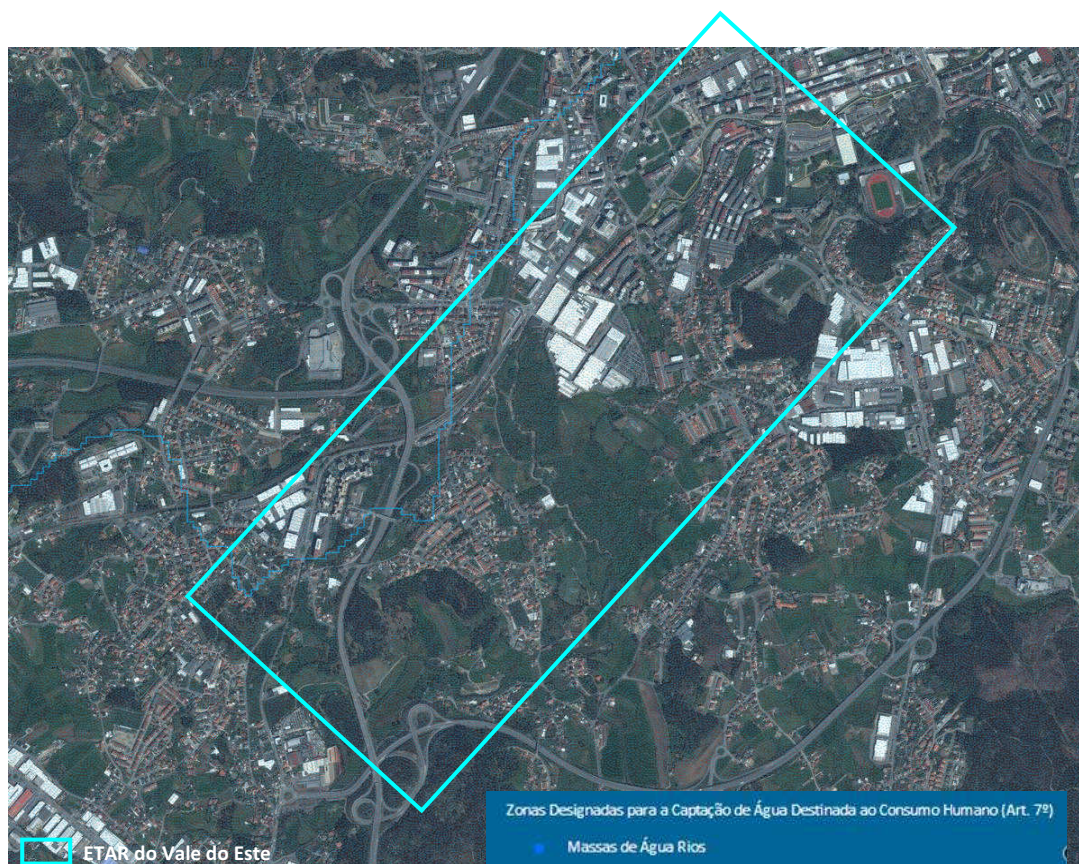 Zonas Designadas para a Captação de Água Destinada ao Consumo Humano (Art. 7º)
Massas de Água Rios
ETAR do Vale do Este